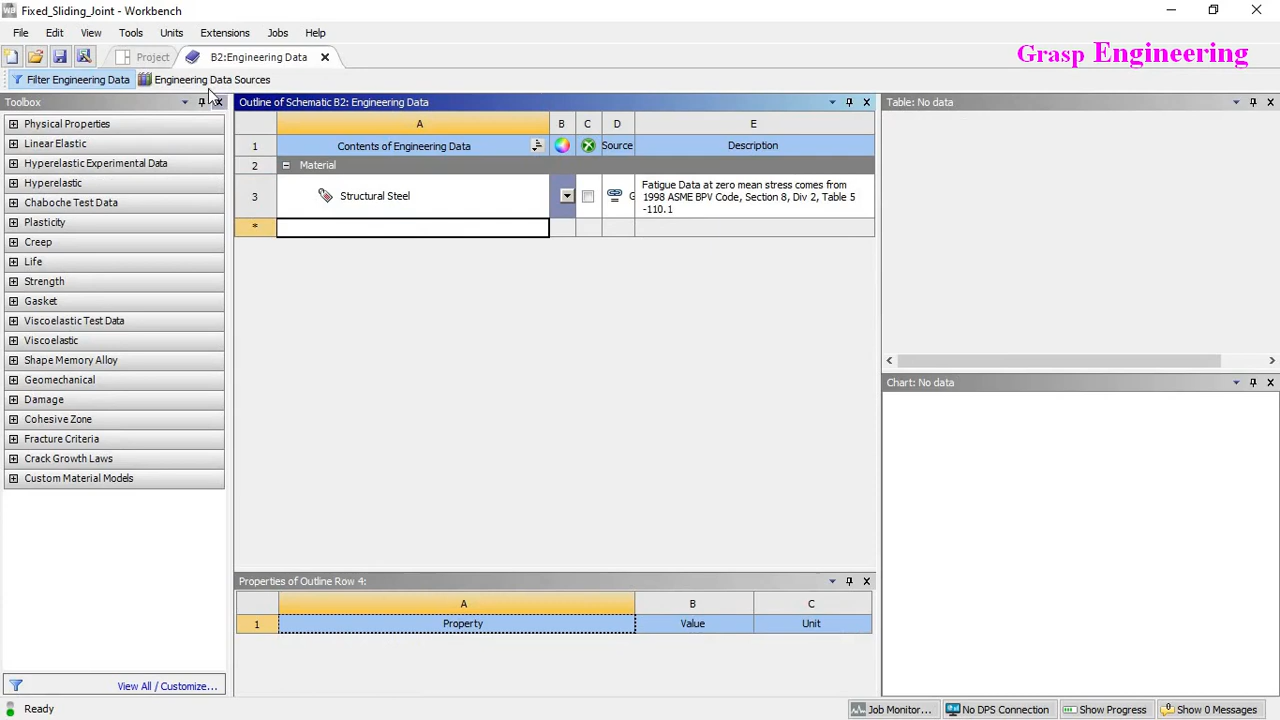 Fixed_Sliding_Joint - Workbench
File Edit View Tools Units Extensions Jobs Help
Project B2:Engineering Data
Grasp Engineering
Filter Engineering Data Engineering Data Sources
Toolbox
Physical Properties
Linear Elastic
Hyperelastic Experimental Data
Hyperelastic
Chaboche Test Data
Plasticity
Creep
Life
Strength
Gasket
Viscoelastic Test Data
Viscoelastic
Shape Memory Alloy
Geomechanical
Damage
Cohesive Zone
Fracture Criteria
Crack Growth Laws
Custom Material Models
View All / Customize...
Outline of Schematic B2: Engineering Data
A B C D E
1 Contents of Engineering Data Source Description
2 Material
3 Structural Steel G Fatigue Data at zero mean stress comes from
1998 ASME BPV Code, Section 8, Div 2, Table 5
-110.1
*
Properties of Outline Row 4:
A B C
1 Property Value Unit
Table: No data
Chart: No data
Ready
Job Monitor... No DPS Connection Show Progress Show 0 Messages